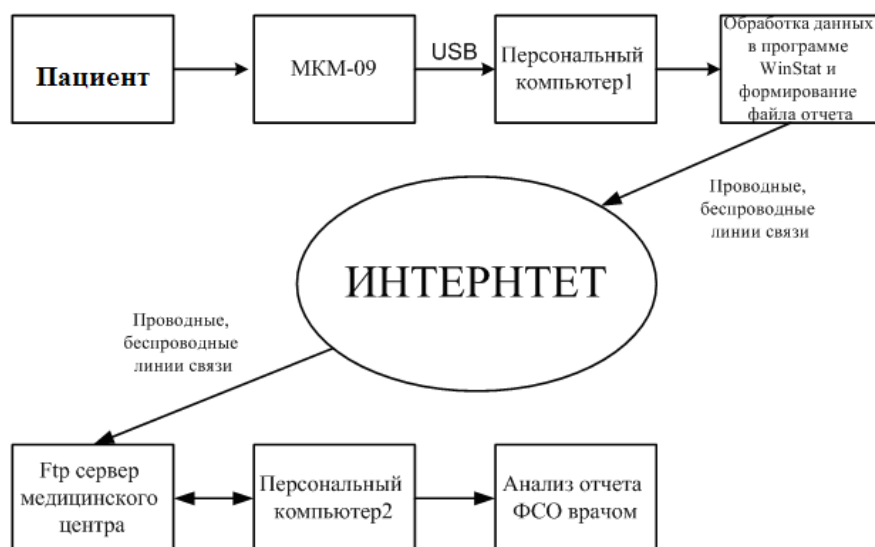 Пациент
МКМ-09
USB
Персональный
компьютер1
Обработка данных
в программе
WinStat и
формирование
файла отчета
Проводные,
беспроводные
линии связи
ИНТЕРНТЕТ
Проводные,
беспроводные
линии связи
Ftp сервер
медицинского
центра
Персональный
компьютер2
Анализ отчета
ФСО врачом